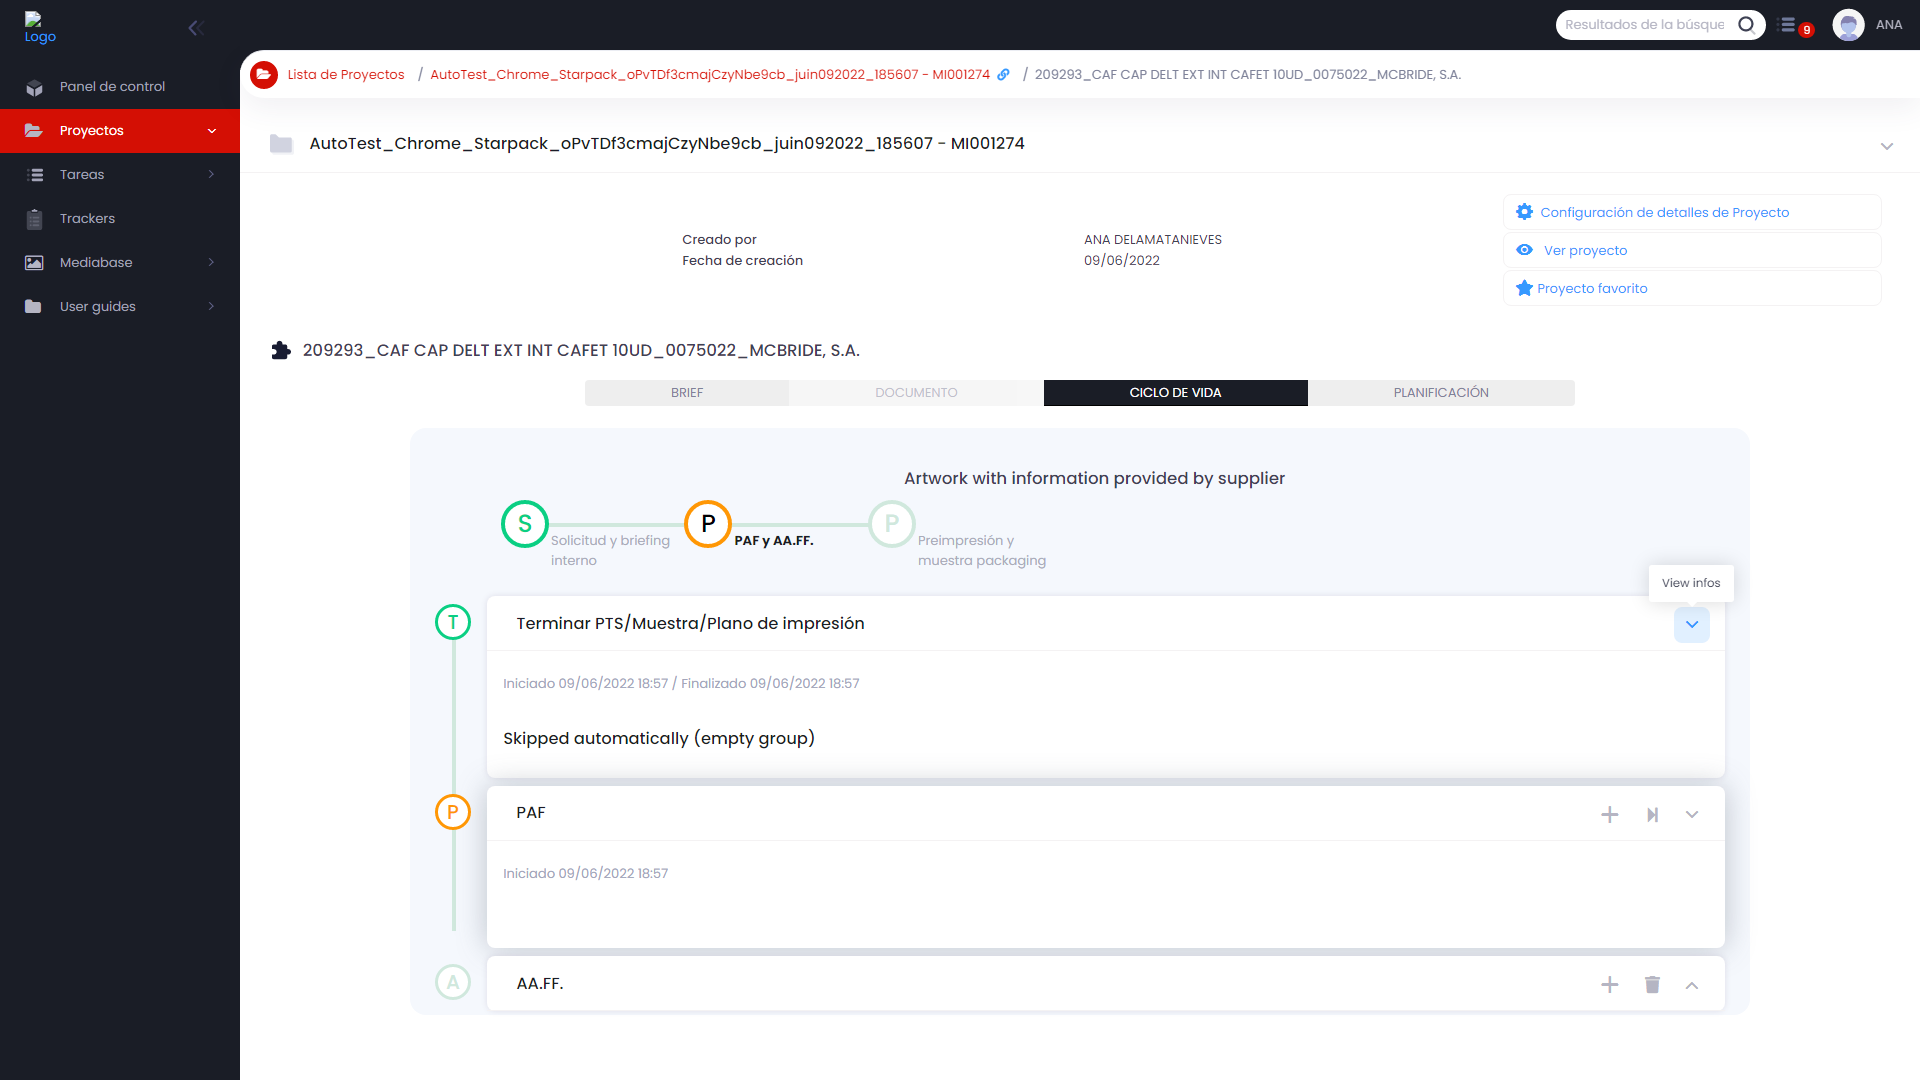 Logo
Resultados de la búsque
9
ANA
Panel de control
Proyectos
Tareas
Trackers
Mediabase
User guides
Lista de Proyectos / AutoTest_Chrome_Starpack_oPvTDf3cmajCzyNbe9cb_juin092022_185607 - MI001274 / 209293_CAF CAP DELT EXT INT CAFET 10UD_0075022_MCBRIDE, S.A.
AutoTest_Chrome_Starpack_oPvTDf3cmajCzyNbe9cb_juin092022_185607 - MI001274
Creado por ANA DELAMATANIEVES
Fecha de creación 09/06/2022
Configuración de detalles de Proyecto
Ver proyecto
Proyecto favorito
209293_CAF CAP DELT EXT INT CAFET 10UD_0075022_MCBRIDE, S.A.
BRIEF DOCUMENTO CICLO DE VIDA PLANIFICACIÓN
Artwork with information provided by supplier
S P P
Solicitud y briefing interno
PAF y AA.FF.
Preimpresión y muestra packaging
View infos
T
Terminar PTS/Muestra/Plano de impresión
Iniciado 09/06/2022 18:57 / Finalizado 09/06/2022 18:57
Skipped automatically (empty group)
P
PAF
Iniciado 09/06/2022 18:57
A
AA.FF.